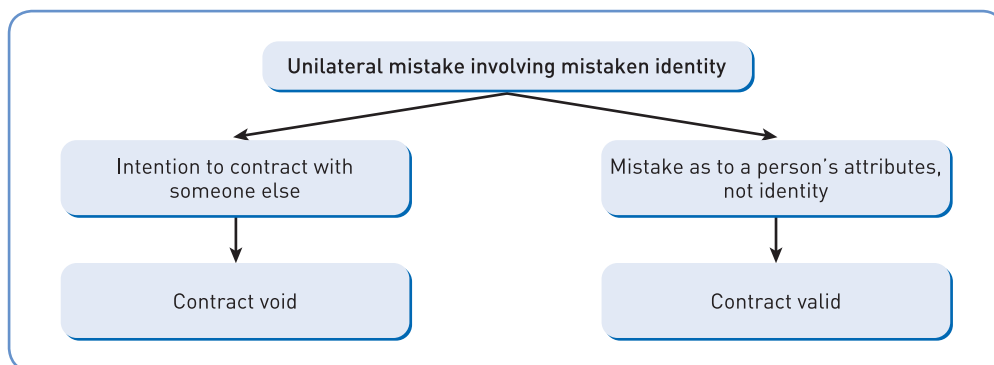 Unilateral mistake involving mistaken identity
Intention to contract with
someone else
Mistake as to a person’s attributes,
not identity
Contract void
Contract valid